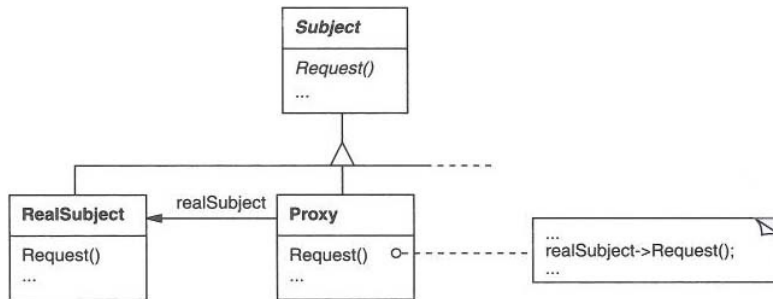 Subject
Request()
...
RealSubject
Request()
...
realSubject
Proxy
Request()
...
...
realSubject->Request();
...